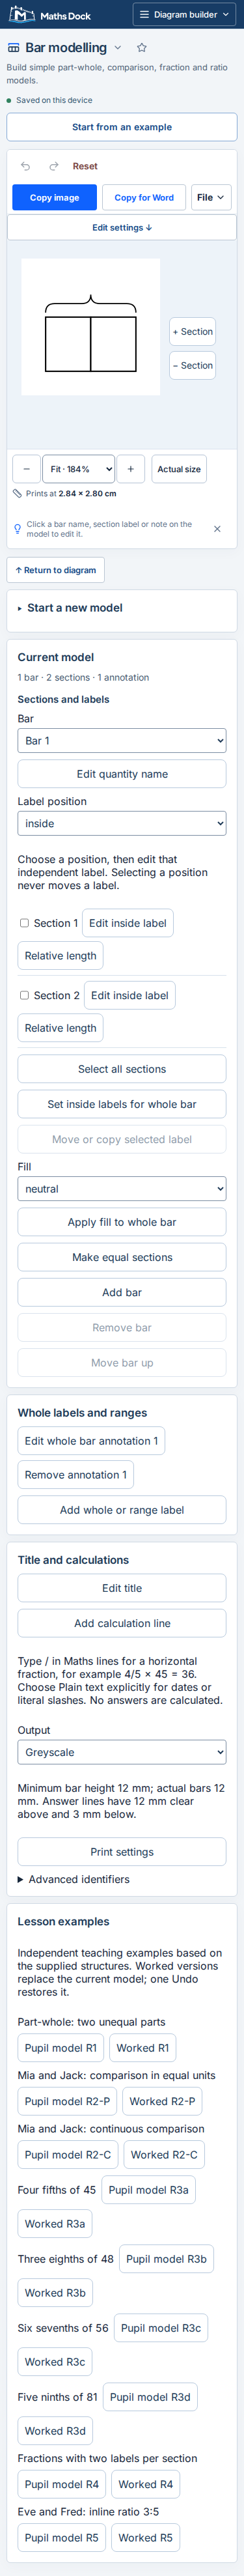 Maths Dock
Diagram builder
Bar modelling
Build simple part-whole, comparison, fraction and ratio
models.
Saved on this device
Start from an example
Reset
Copy image
Copy for Word
File
Edit settings ↓
+ Section
− Section
−
Fit · 184%
+
Actual size
Prints at 2.84 × 2.80 cm
Click a bar name, section label or note on the
model to edit it.
↑ Return to diagram
Start a new model
Current model
1 bar · 2 sections · 1 annotation
Sections and labels
Bar
Bar 1
Edit quantity name
Label position
inside
Choose a position, then edit that
independent label. Selecting a position
never moves a label.
Section 1
Edit inside label
Relative length
Section 2
Edit inside label
Relative length
Select all sections
Set inside labels for whole bar
Move or copy selected label
Fill
neutral
Apply fill to whole bar
Make equal sections
Add bar
Remove bar
Move bar up
Whole labels and ranges
Edit whole bar annotation 1
Remove annotation 1
Add whole or range label
Title and calculations
Edit title
Add calculation line
Type / in Maths lines for a horizontal
fraction, for example 4/5 × 45 = 36.
Choose Plain text explicitly for dates or
literal slashes. No answers are calculated.
Output
Greyscale
Minimum bar height 12 mm; actual bars 12
mm. Answer lines have 12 mm clear
above and 3 mm below.
Print settings
Advanced identifiers
Lesson examples
Independent teaching examples based on
the supplied structures. Worked versions
replace the current model; one Undo
restores it.
Part-whole: two unequal parts
Pupil model R1
Worked R1
Mia and Jack: comparison in equal units
Pupil model R2-P
Worked R2-P
Mia and Jack: continuous comparison
Pupil model R2-C
Worked R2-C
Four fifths of 45
Pupil model R3a
Worked R3a
Three eighths of 48
Pupil model R3b
Worked R3b
Six sevenths of 56
Pupil model R3c
Worked R3c
Five ninths of 81
Pupil model R3d
Worked R3d
Fractions with two labels per section
Pupil model R4
Worked R4
Eve and Fred: inline ratio 3:5
Pupil model R5
Worked R5